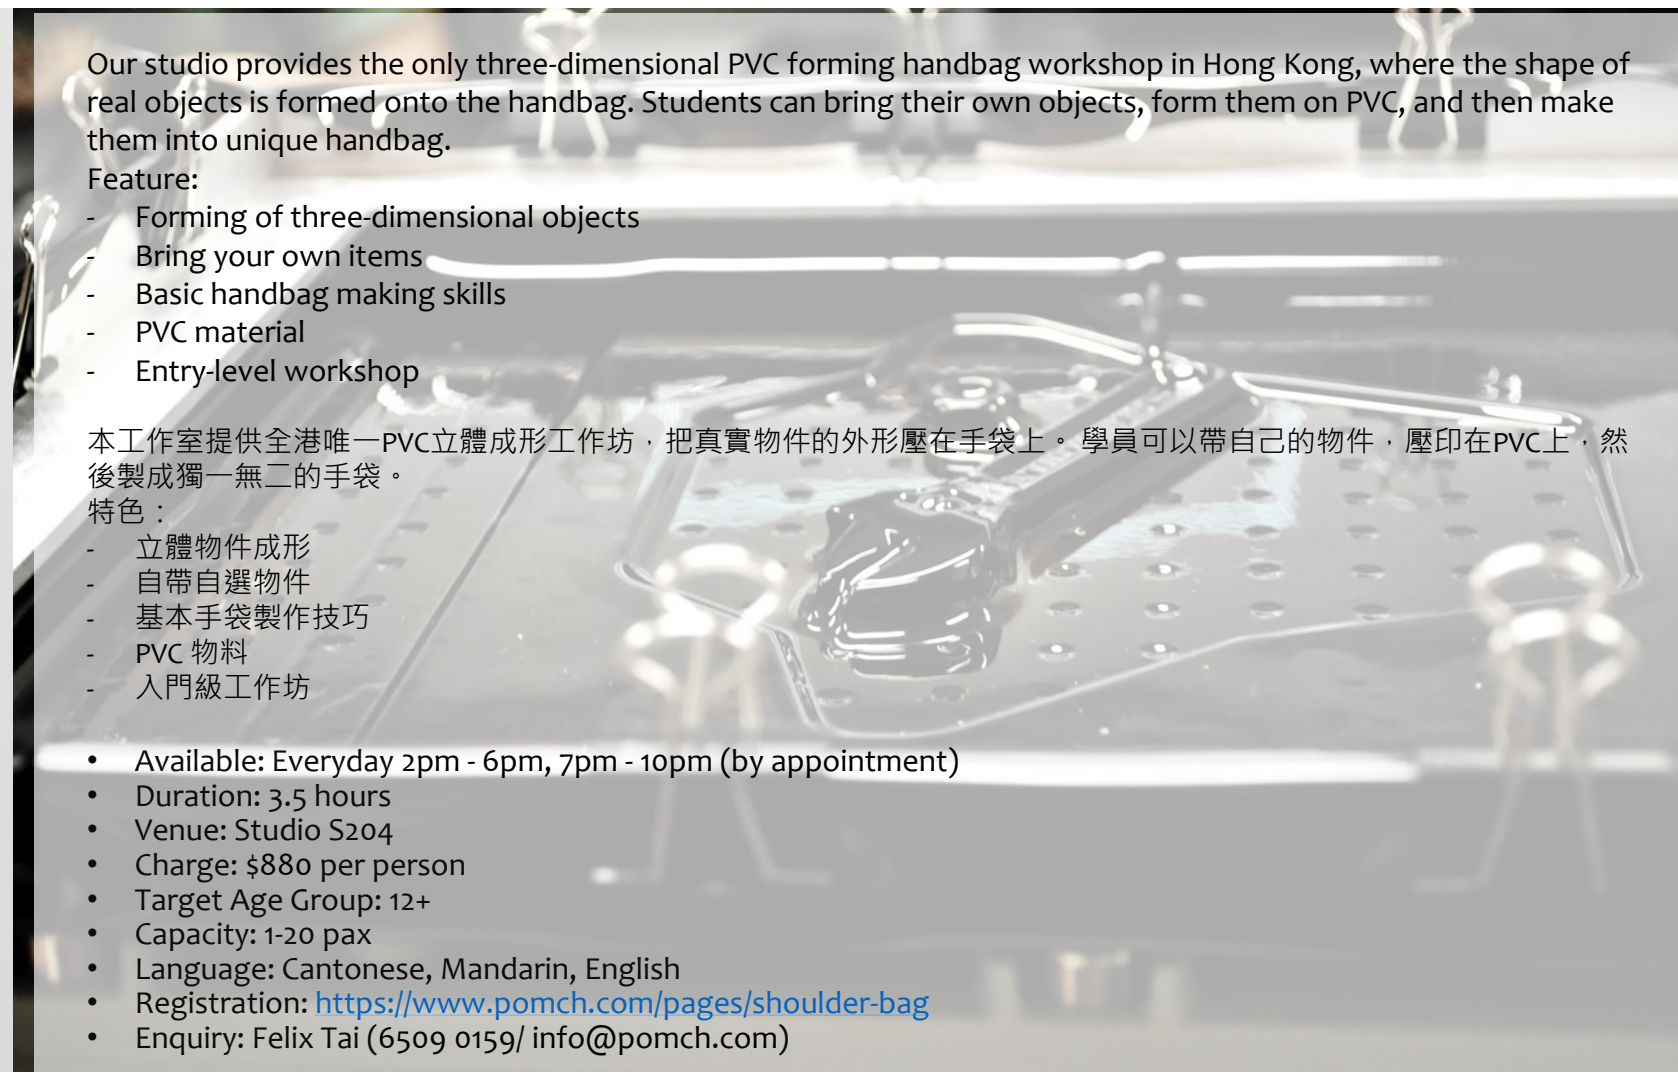 Our studio provides the only three-dimensional PVC forming handbag workshop in Hong Kong, where the shape of
real objects is formed onto the handbag. Students can bring their own objects, form them on PVC, and then make
them into unique handbag.
Feature:
- Forming of three-dimensional objects
- Bring your own items
- Basic handbag making skills
- PVC material
- Entry-level workshop
本工作室提供全港唯一PVC立體成形工作坊，把真實物件的外形壓在手袋上。 學員可以帶自己的物件，壓印在PVC上，然
後製成獨一無二的手袋。
特色：
- 立體物件成形
- 自帶自選物件
- 基本手袋製作技巧
- PVC 物料
- 入門級工作坊
• Available: Everyday 2pm - 6pm, 7pm - 10pm (by appointment)
• Duration: 3.5 hours
• Venue: Studio S204
• Charge: $880 per person
• Target Age Group: 12+
• Capacity: 1-20 pax
• Language: Cantonese, Mandarin, English
• Registration: https://www.pomch.com/pages/shoulder-bag
• Enquiry: Felix Tai (6509 0159/ info@pomch.com)